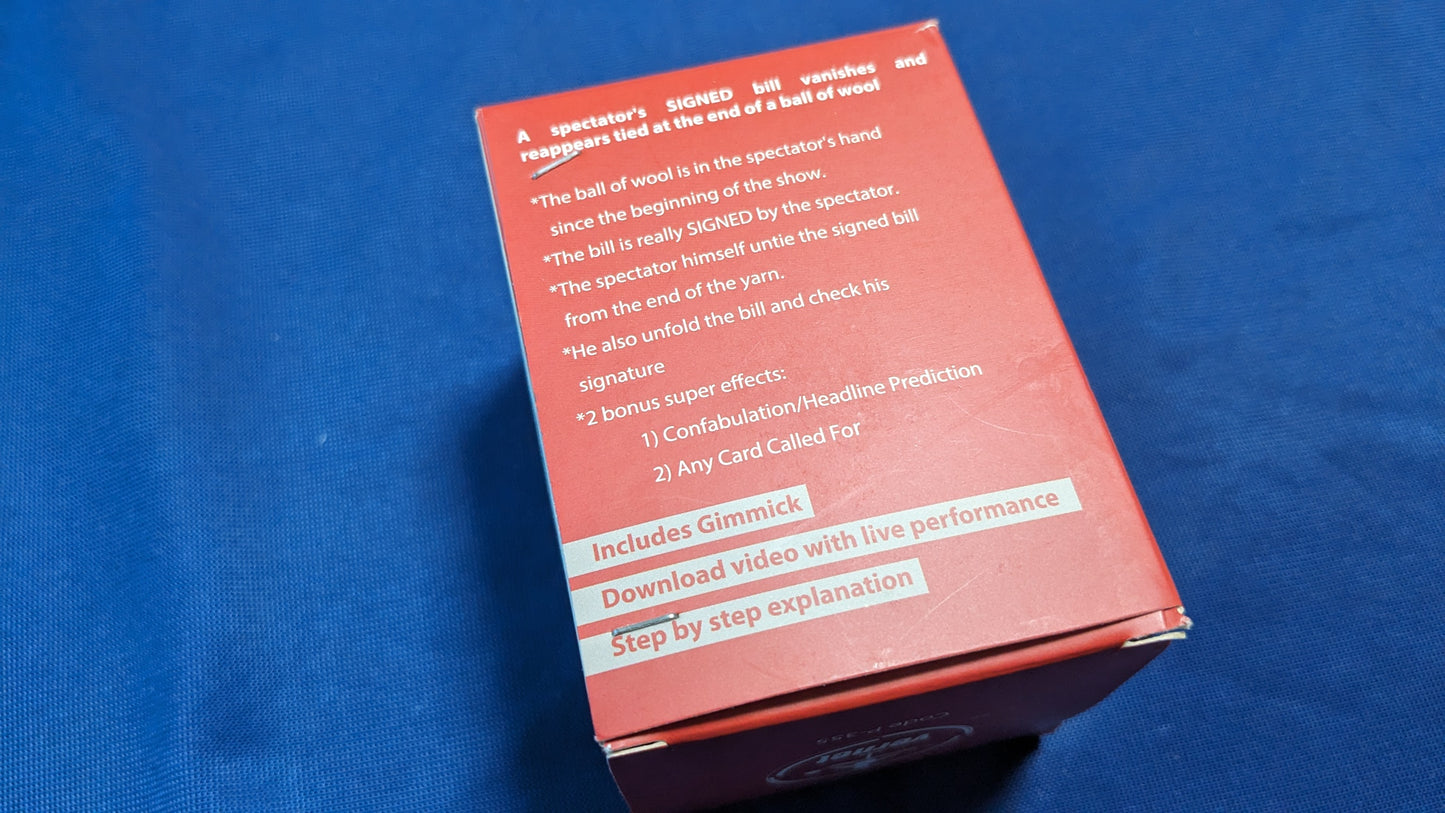 A spectator's SIGNED bill vanishes and
reappears tied at the end of a ball of wool
*The ball of wool is in the spectator's hand
since the beginning of the show.
*The bill is really SIGNED by the spectator.
*The spectator himself untie the signed bill
from the end of the yarn.
*He also unfold the bill and check his
signature
*2 bonus super effects:
1) Confabulation/Headline Prediction
2) Any Card Called For
Includes Gimmick
Download video with live performance
Step by step explanation
Code P-355
Vernet